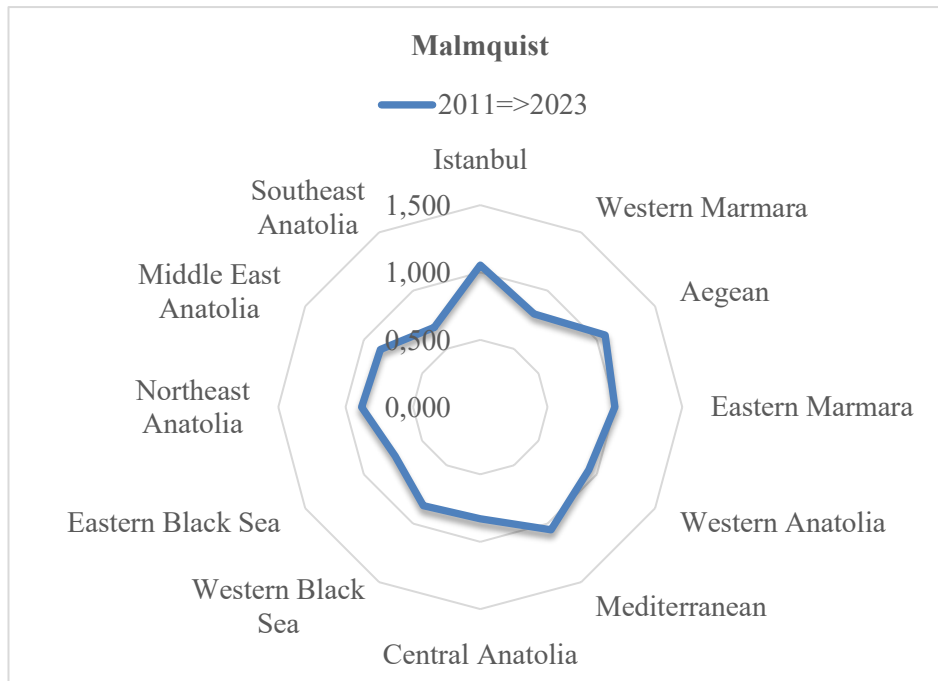 Malmquist
2011=>2023
Istanbul
Western Marmara
Aegean
Eastern Marmara
Western Anatolia
Mediterranean
Central Anatolia
Western Black
Sea
Eastern Black Sea
Northeast
Anatolia
Middle East
Anatolia
Southeast
Anatolia
1,500
1,000
0,500
0,000